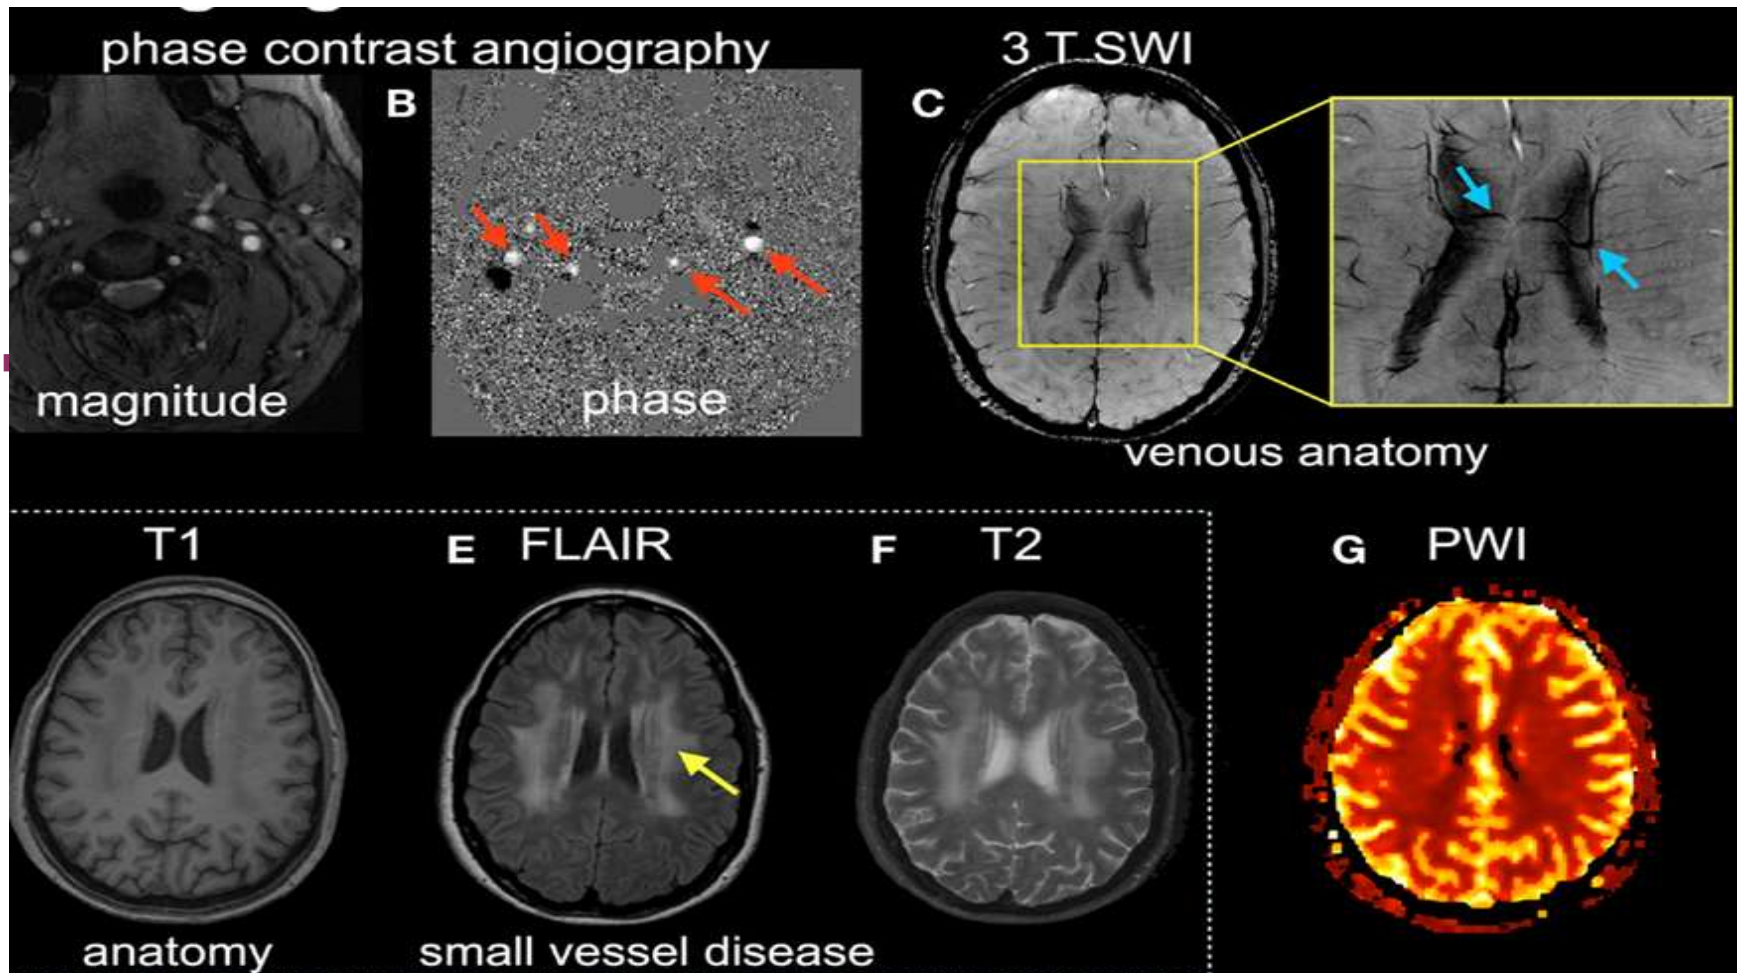 phase contrast angiography
3 T SWI
B
C
magnitude
phase
venous anatomy
T1
E
FLAIR
F
T2
G
PWI
anatomy
small vessel disease